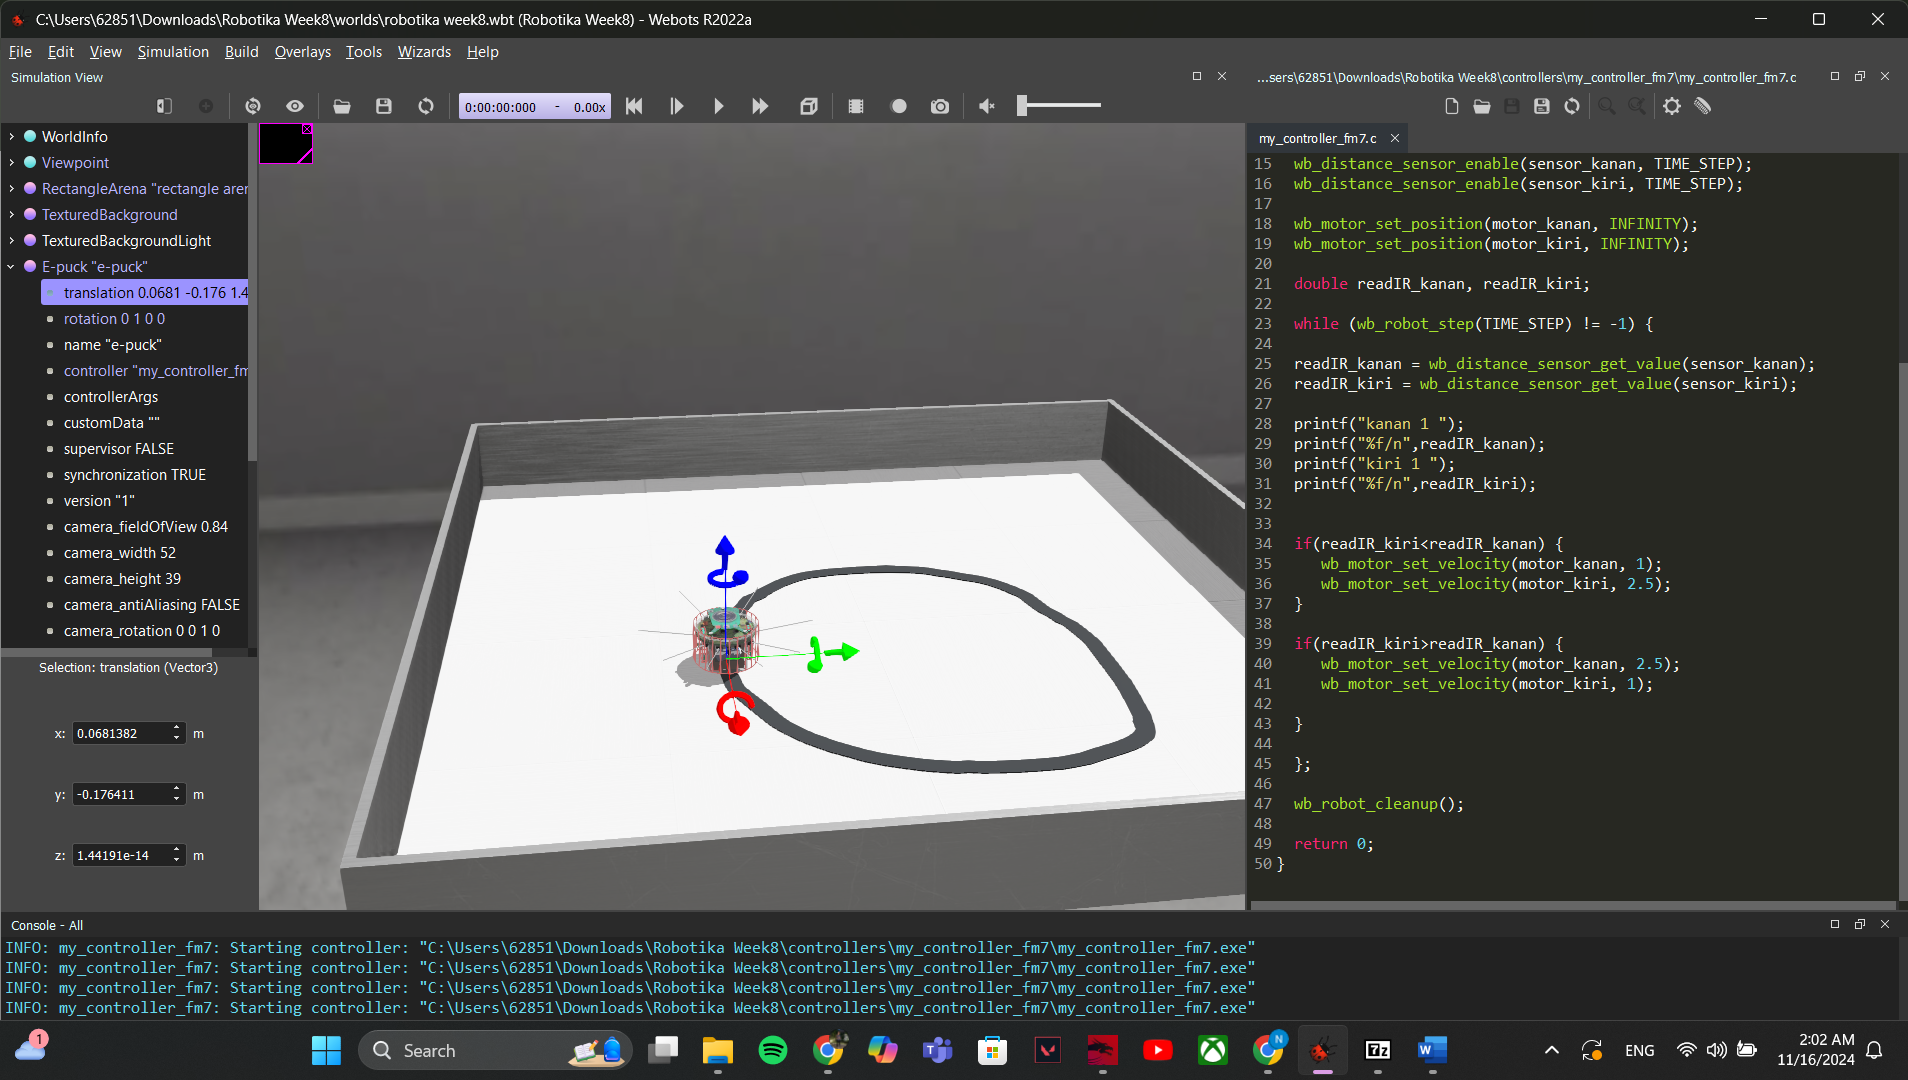 C:\Users\62851\Downloads\Robotika Week8\worlds\robotika week8.wbt (Robotika Week8) - Webots R2022a
File Edit View Simulation Build Overlays Tools Wizards Help
Simulation View
...sers\62851\Downloads\Robotika Week8\controllers\my_controller_fm7\my_controller_fm7.c
0:00:00:000 - 0.00x
WorldInfo
Viewpoint
RectangleArena "rectangle aren
TexturedBackground
TexturedBackgroundLight
E-puck "e-puck"
translation 0.0681 -0.176 1.4
rotation 0 1 0 0
name "e-puck"
controller "my_controller_fm
controllerArgs
customData ""
supervisor FALSE
synchronization TRUE
version "1"
camera_fieldOfView 0.84
camera_width 52
camera_height 39
camera_antiAliasing FALSE
camera_rotation 0 0 1 0
Selection: translation (Vector3)
x: 0.0681382 m
y: -0.176411 m
z: 1.44191e-14 m
my_controller_fm7.c
15 wb_distance_sensor_enable(sensor_kanan, TIME_STEP);
16 wb_distance_sensor_enable(sensor_kiri, TIME_STEP);
17
18 wb_motor_set_position(motor_kanan, INFINITY);
19 wb_motor_set_position(motor_kiri, INFINITY);
20
21 double readIR_kanan, readIR_kiri;
22
23 while (wb_robot_step(TIME_STEP) != -1) {
24
25 readIR_kanan = wb_distance_sensor_get_value(sensor_kanan);
26 readIR_kiri = wb_distance_sensor_get_value(sensor_kiri);
27
28 printf("kanan 1 ");
29 printf("%f/n",readIR_kanan);
30 printf("kiri 1 ");
31 printf("%f/n",readIR_kiri);
32
33
34 if(readIR_kiri<readIR_kanan) {
35 wb_motor_set_velocity(motor_kanan, 1);
36 wb_motor_set_velocity(motor_kiri, 2.5);
37 }
38
39 if(readIR_kiri>readIR_kanan) {
40 wb_motor_set_velocity(motor_kanan, 2.5);
41 wb_motor_set_velocity(motor_kiri, 1);
42
43 }
44
45 };
46
47 wb_robot_cleanup();
48
49 return 0;
50 }
Console - All
INFO: my_controller_fm7: Starting controller: "C:\Users\62851\Downloads\Robotika Week8\controllers\my_controller_fm7\my_controller_fm7.exe"
INFO: my_controller_fm7: Starting controller: "C:\Users\62851\Downloads\Robotika Week8\controllers\my_controller_fm7\my_controller_fm7.exe"
INFO: my_controller_fm7: Starting controller: "C:\Users\62851\Downloads\Robotika Week8\controllers\my_controller_fm7\my_controller_fm7.exe"
INFO: my_controller_fm7: Starting controller: "C:\Users\62851\Downloads\Robotika Week8\controllers\my_controller_fm7\my_controller_fm7.exe"
1
Search
N
7z
W
ENG
2:02 AM
11/16/2024